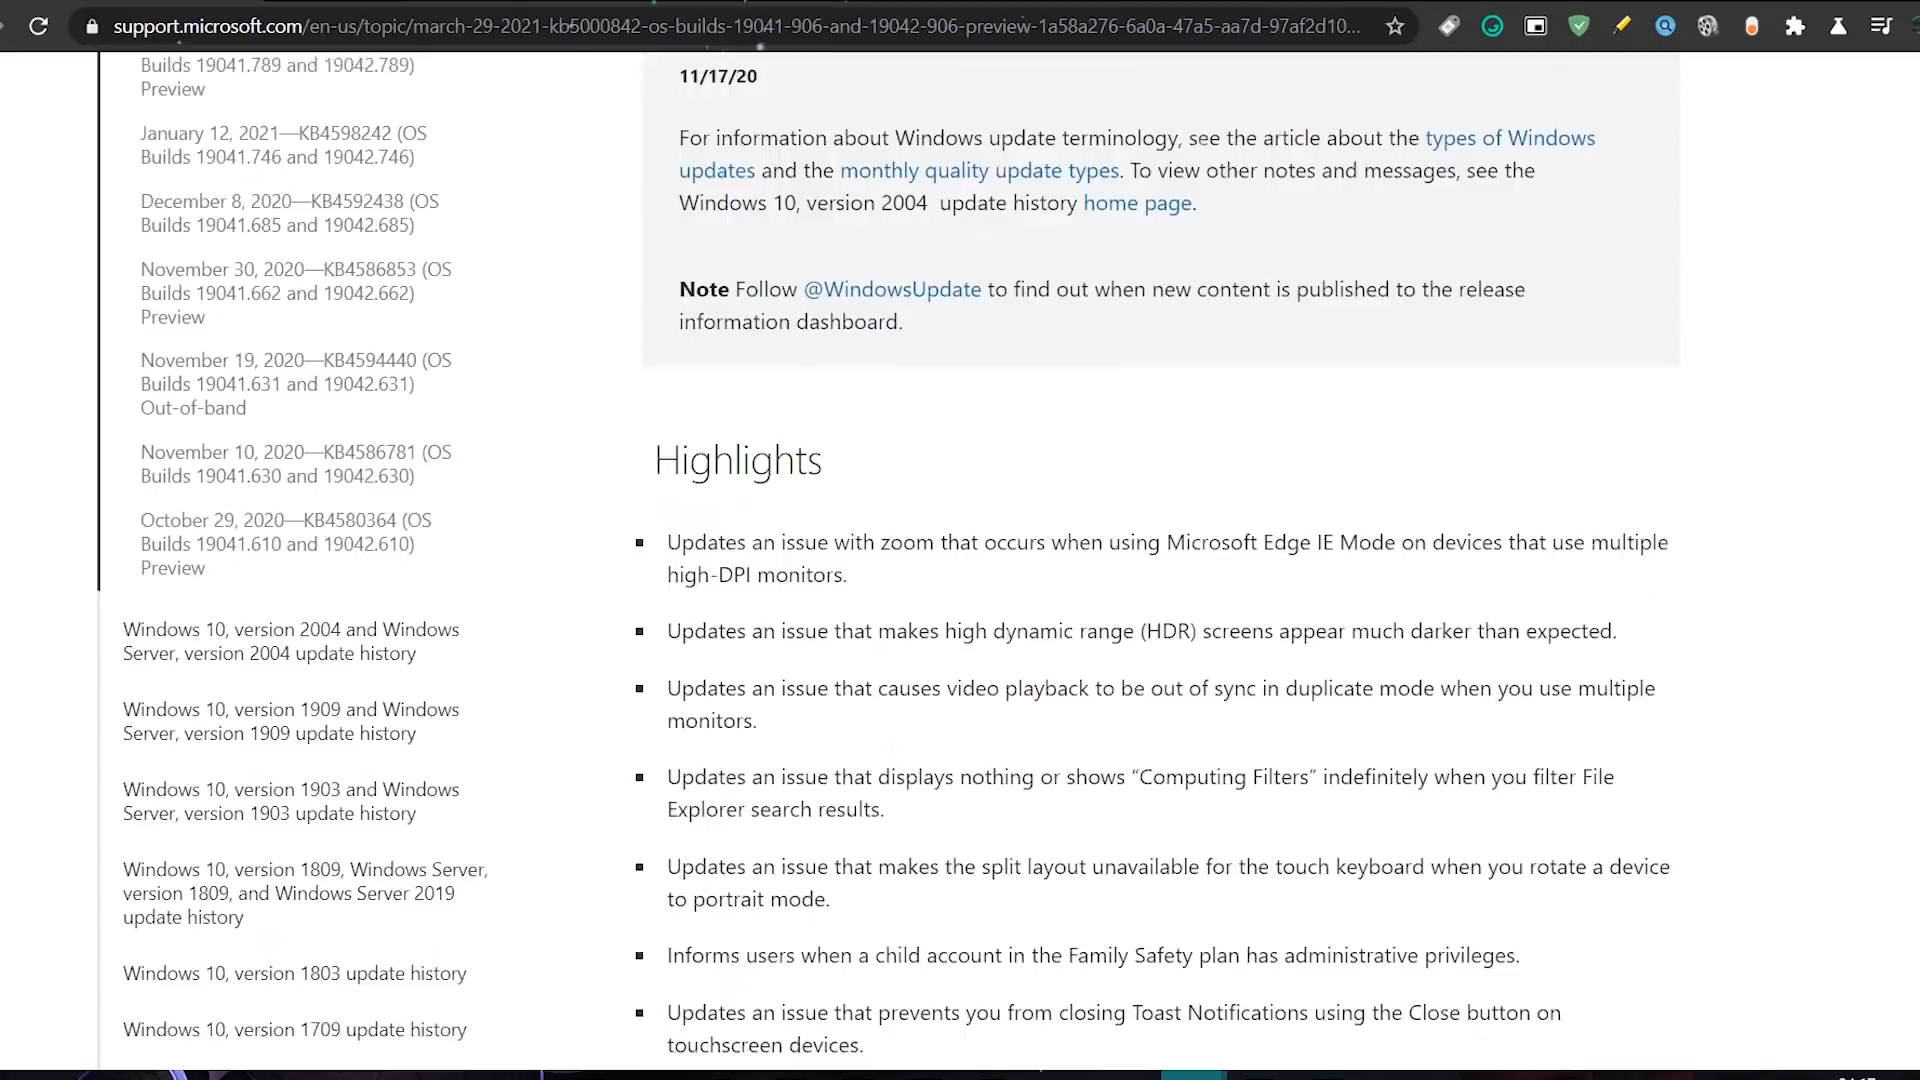 support.microsoft.com/en-us/topic/march-29-2021-kb5000842-os-builds-19041-906-and-19042-906-preview-1a58a276-6a0a-47a5-aa7d-97af2d10...
Builds 19041.789 and 19042.789)
Preview
January 12, 2021—KB4598242 (OS
Builds 19041.746 and 19042.746)
December 8, 2020—KB4592438 (OS
Builds 19041.685 and 19042.685)
November 30, 2020—KB4586853 (OS
Builds 19041.662 and 19042.662)
Preview
November 19, 2020—KB4594440 (OS
Builds 19041.631 and 19042.631)
Out-of-band
November 10, 2020—KB4586781 (OS
Builds 19041.630 and 19042.630)
October 29, 2020—KB4580364 (OS
Builds 19041.610 and 19042.610)
Preview
Windows 10, version 2004 and Windows
Server, version 2004 update history
Windows 10, version 1909 and Windows
Server, version 1909 update history
Windows 10, version 1903 and Windows
Server, version 1903 update history
Windows 10, version 1809, Windows Server,
version 1809, and Windows Server 2019
update history
Windows 10, version 1803 update history
Windows 10, version 1709 update history
11/17/20
For information about Windows update terminology, see the article about the types of Windows
updates and the monthly quality update types. To view other notes and messages, see the
Windows 10, version 2004 update history home page.
Note Follow @WindowsUpdate to find out when new content is published to the release
information dashboard.
Highlights
Updates an issue with zoom that occurs when using Microsoft Edge IE Mode on devices that use multiple
high-DPI monitors.
Updates an issue that makes high dynamic range (HDR) screens appear much darker than expected.
Updates an issue that causes video playback to be out of sync in duplicate mode when you use multiple
monitors.
Updates an issue that displays nothing or shows “Computing Filters” indefinitely when you filter File
Explorer search results.
Updates an issue that makes the split layout unavailable for the touch keyboard when you rotate a device
to portrait mode.
Informs users when a child account in the Family Safety plan has administrative privileges.
Updates an issue that prevents you from closing Toast Notifications using the Close button on
touchscreen devices.